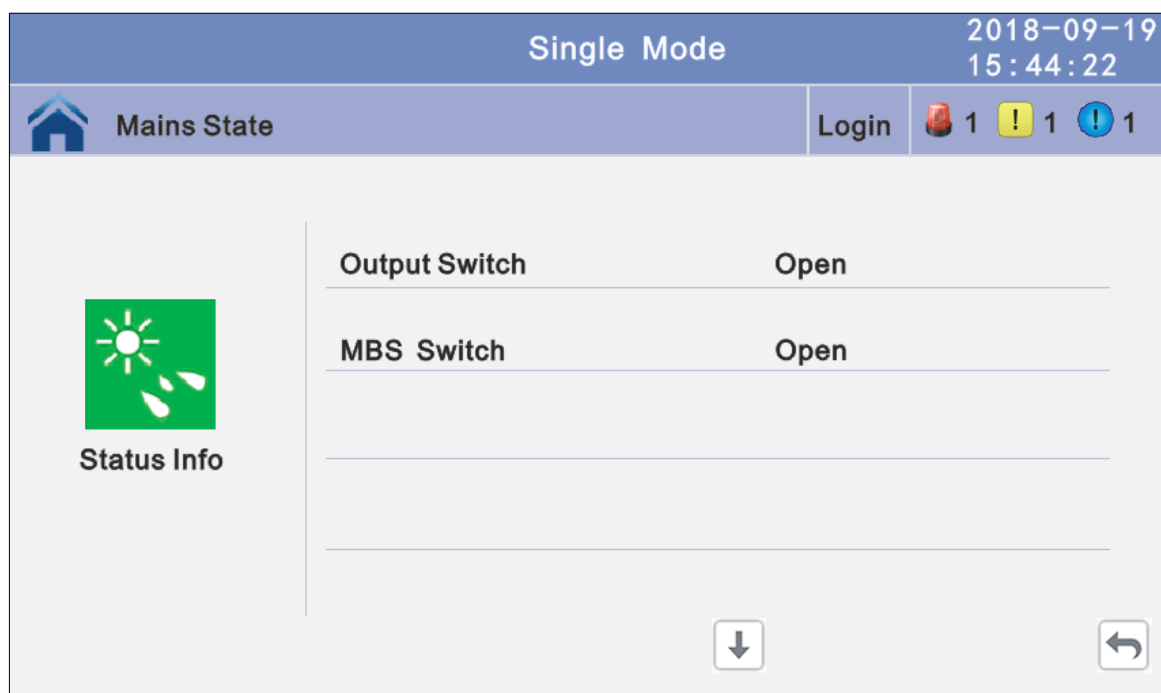 Single Mode
2018-09-19
15:44:22
Mains State
Login
1
! 1
! 1
Output Switch Open
MBS Switch Open
Status Info